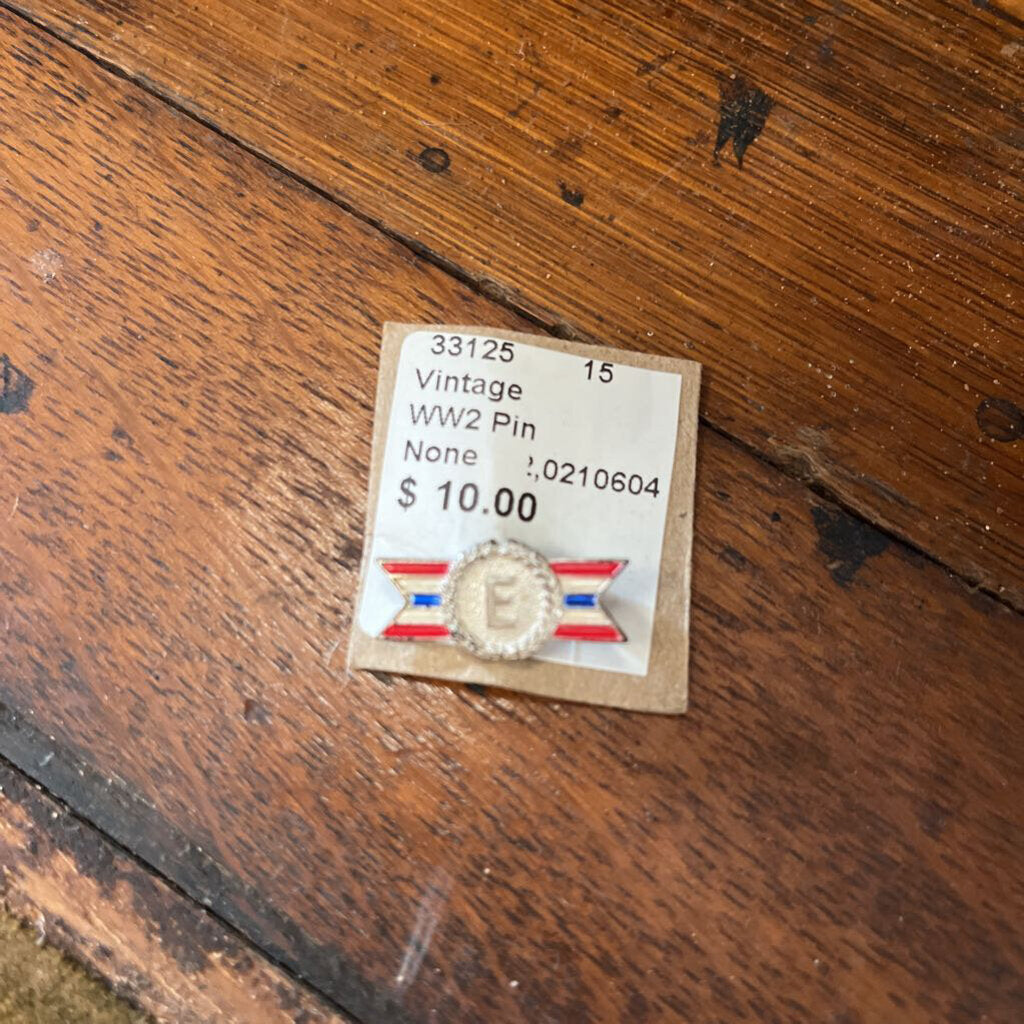 33125 15
Vintage
WW2 Pin
None ,0210604
$ 10.00
E